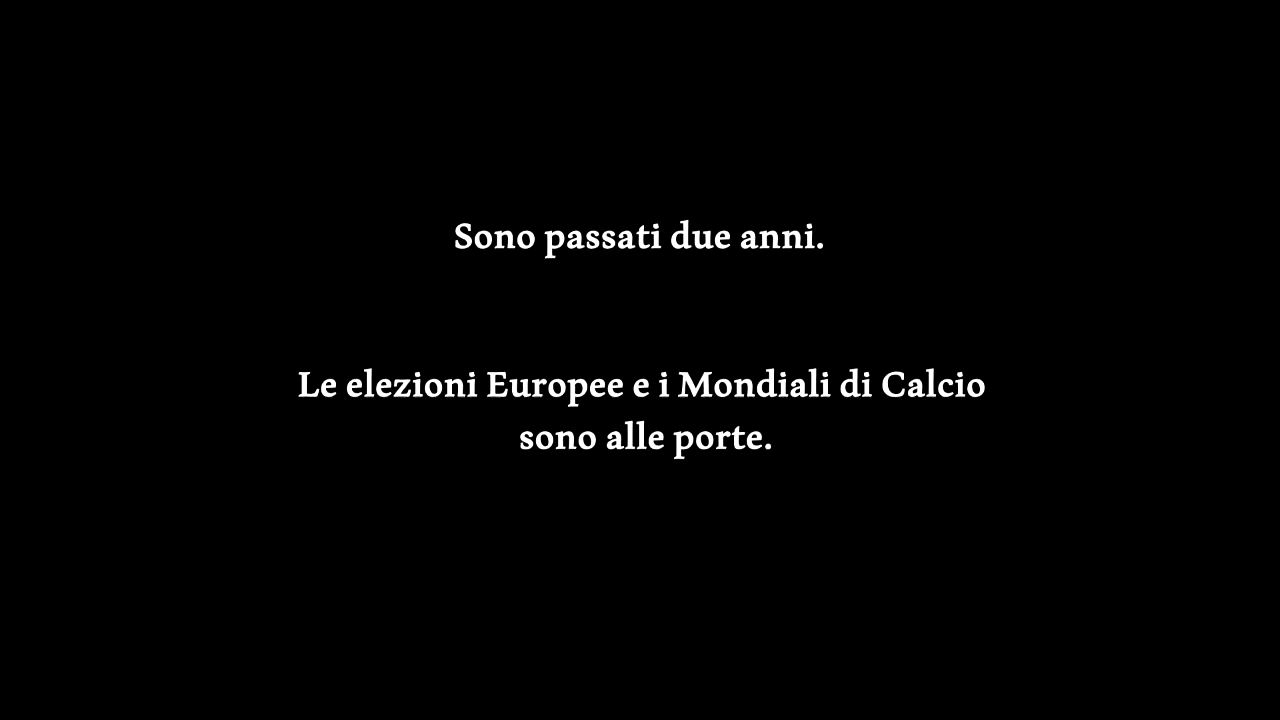 Sono passati due anni.
Le elezioni Europee e i Mondiali di Calcio
sono alle porte.